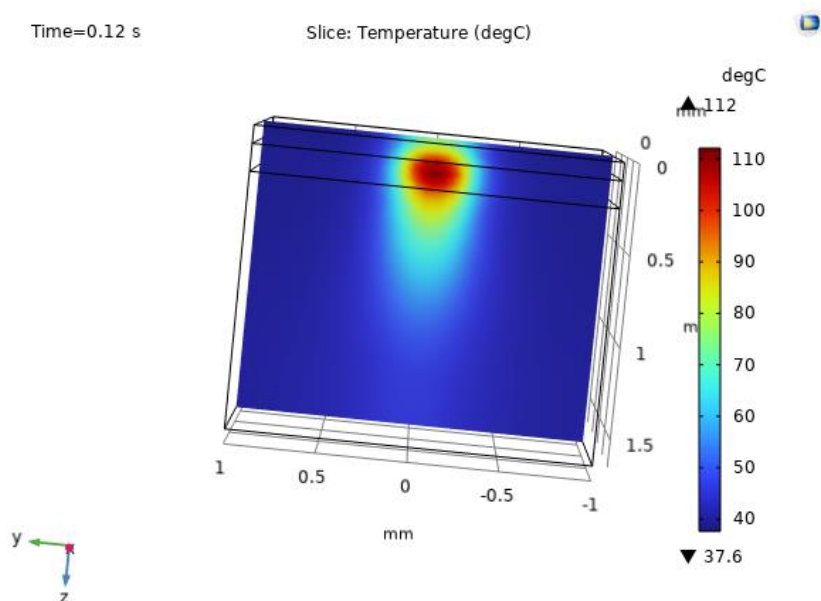 Time=0.12 s
Slice: Temperature (degC)
degC
▲ 112
mm
0
0
0.5
1
1.5
m
110
100
90
80
70
60
50
40
▼ 37.6
1
0.5
0
-0.5
-1
mm
y
x
z